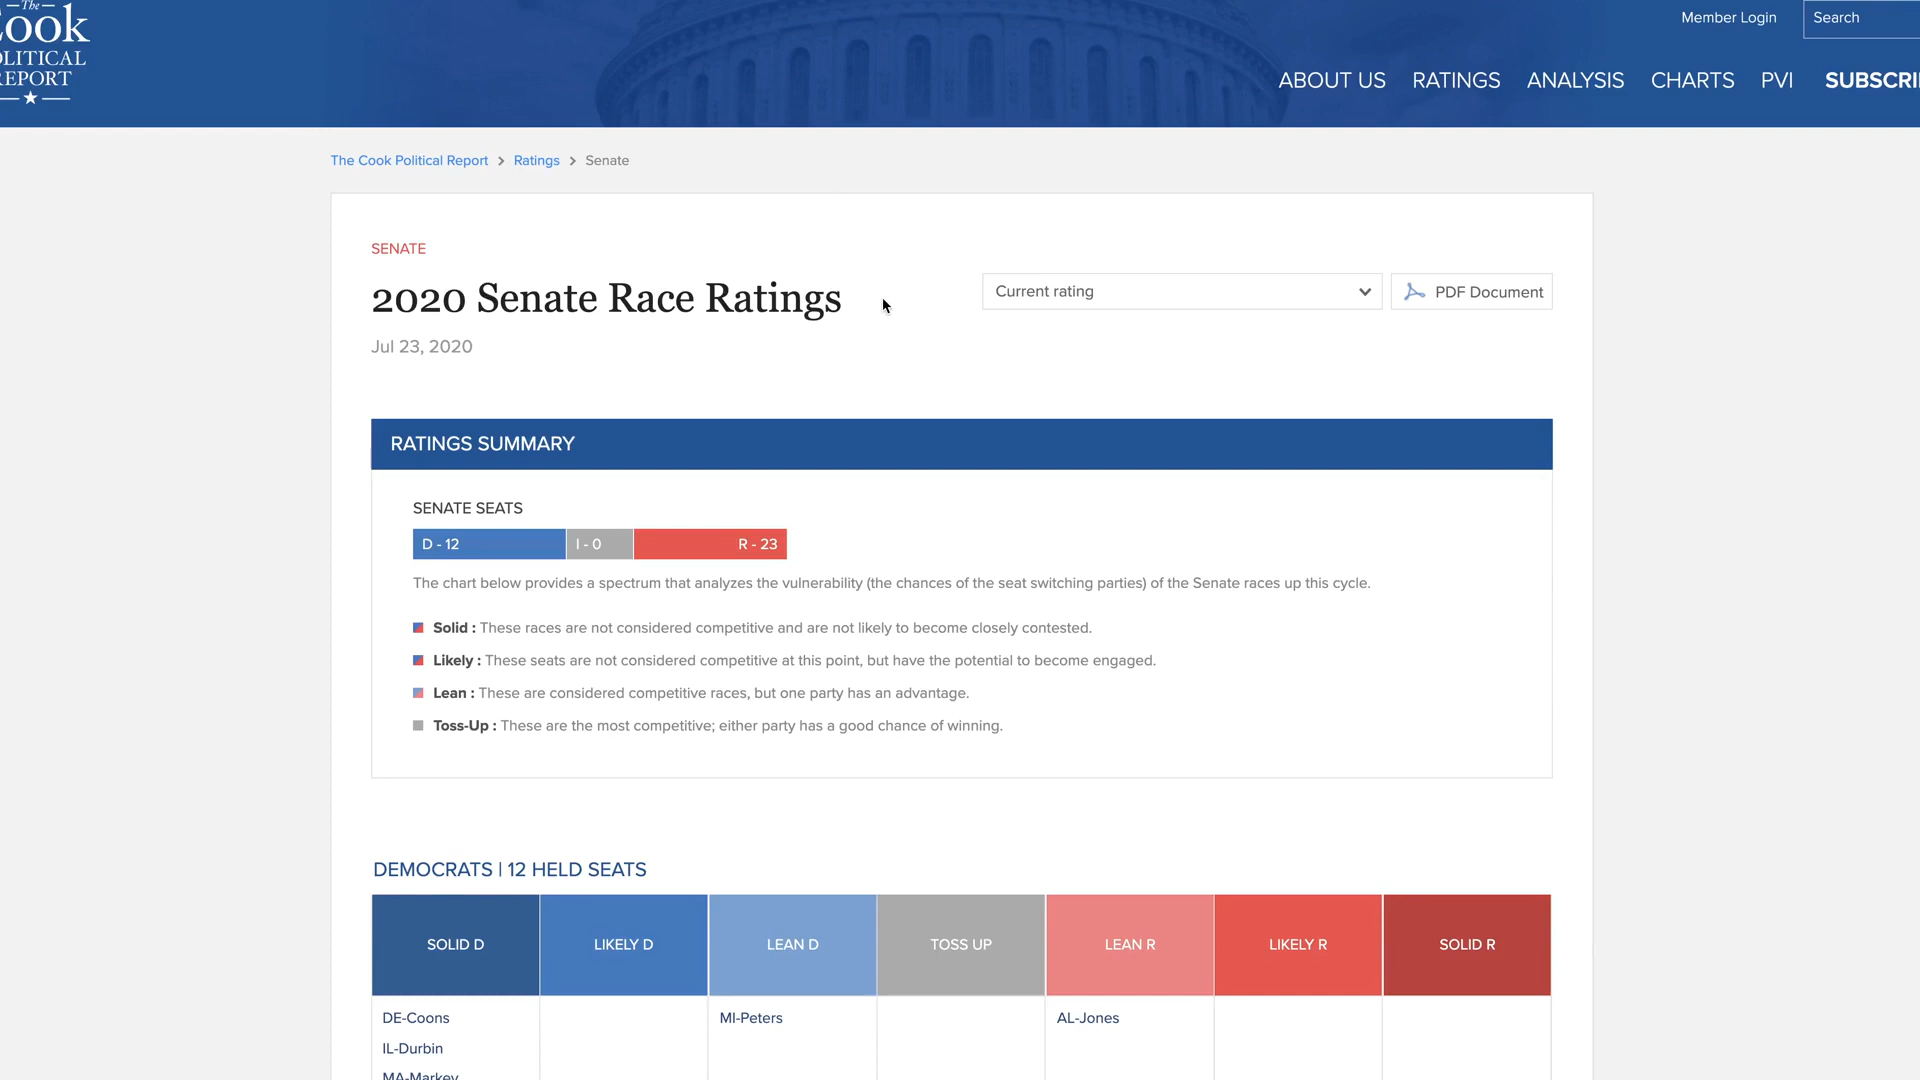 The
Cook
POLITICAL
REPORT
Member Login
Search
ABOUT US RATINGS ANALYSIS CHARTS PVI SUBSCRI
The Cook Political Report > Ratings > Senate
SENATE
2020 Senate Race Ratings
Current rating
PDF Document
Jul 23, 2020
RATINGS SUMMARY
SENATE SEATS
D - 12 I - 0 R - 23
The chart below provides a spectrum that analyzes the vulnerability (the chances of the seat switching parties) of the Senate races up this cycle.
Solid : These races are not considered competitive and are not likely to become closely contested.
Likely : These seats are not considered competitive at this point, but have the potential to become engaged.
Lean : These are considered competitive races, but one party has an advantage.
Toss-Up : These are the most competitive; either party has a good chance of winning.
DEMOCRATS | 12 HELD SEATS
SOLID D LIKELY D LEAN D TOSS UP LEAN R LIKELY R SOLID R
DE-Coons MI-Peters AL-Jones
IL-Durbin
MA-Markey